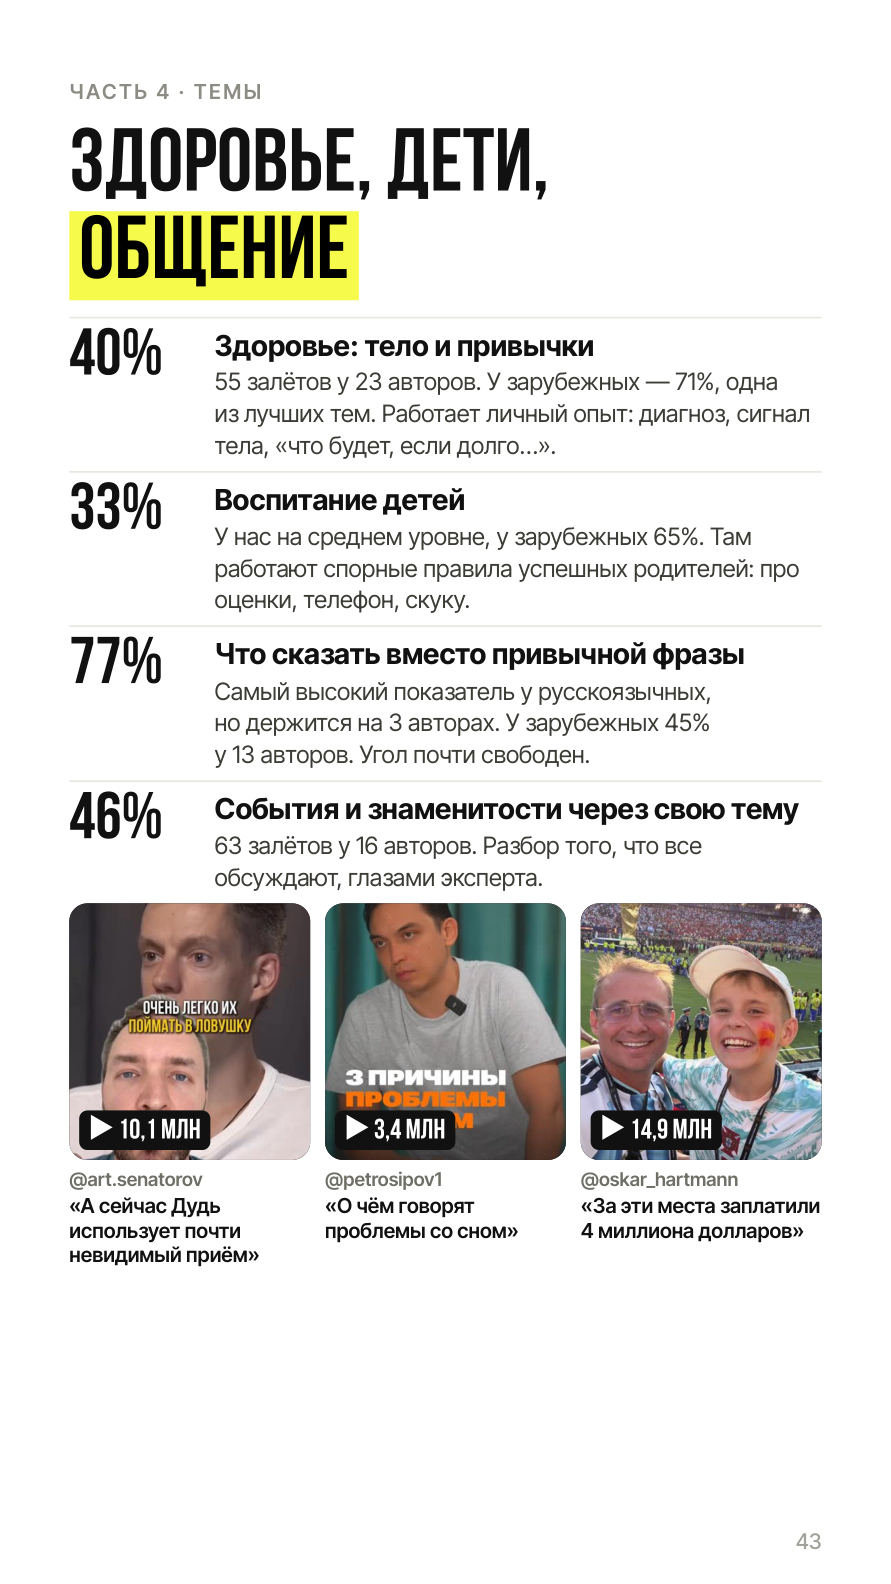 ЧАСТЬ 4 · ТЕМЫ
ЗДОРОВЬЕ, ДЕТИ,
ОБЩЕНИЕ
40%
Здоровье: тело и привычки
55 залётов у 23 авторов. У зарубежных — 71%, одна
из лучших тем. Работает личный опыт: диагноз, сигнал
тела, «что будет, если долго…».
33%
Воспитание детей
У нас на среднем уровне, у зарубежных 65%. Там
работают спорные правила успешных родителей: про
оценки, телефон, скуку.
77%
Что сказать вместо привычной фразы
Самый высокий показатель у русскоязычных,
но держится на 3 авторах. У зарубежных 45%
у 13 авторов. Угол почти свободен.
46%
События и знаменитости через свою тему
63 залётов у 16 авторов. Разбор того, что все
обсуждают, глазами эксперта.
ОЧЕНЬ ЛЕГКО ИХ
ПОЙМАТЬ В ЛОВУШКУ
10,1 МЛН
@art.senatorov
«А сейчас Дудь
использует почти
невидимый приём»
3 ПРИЧИНЫ
ПРОБЛЕМЫ
3,4 МЛН
@petrosipov1
«О чём говорят
проблемы со сном»
14,9 МЛН
@oskar_hartmann
«За эти места заплатили
4 миллиона долларов»
43